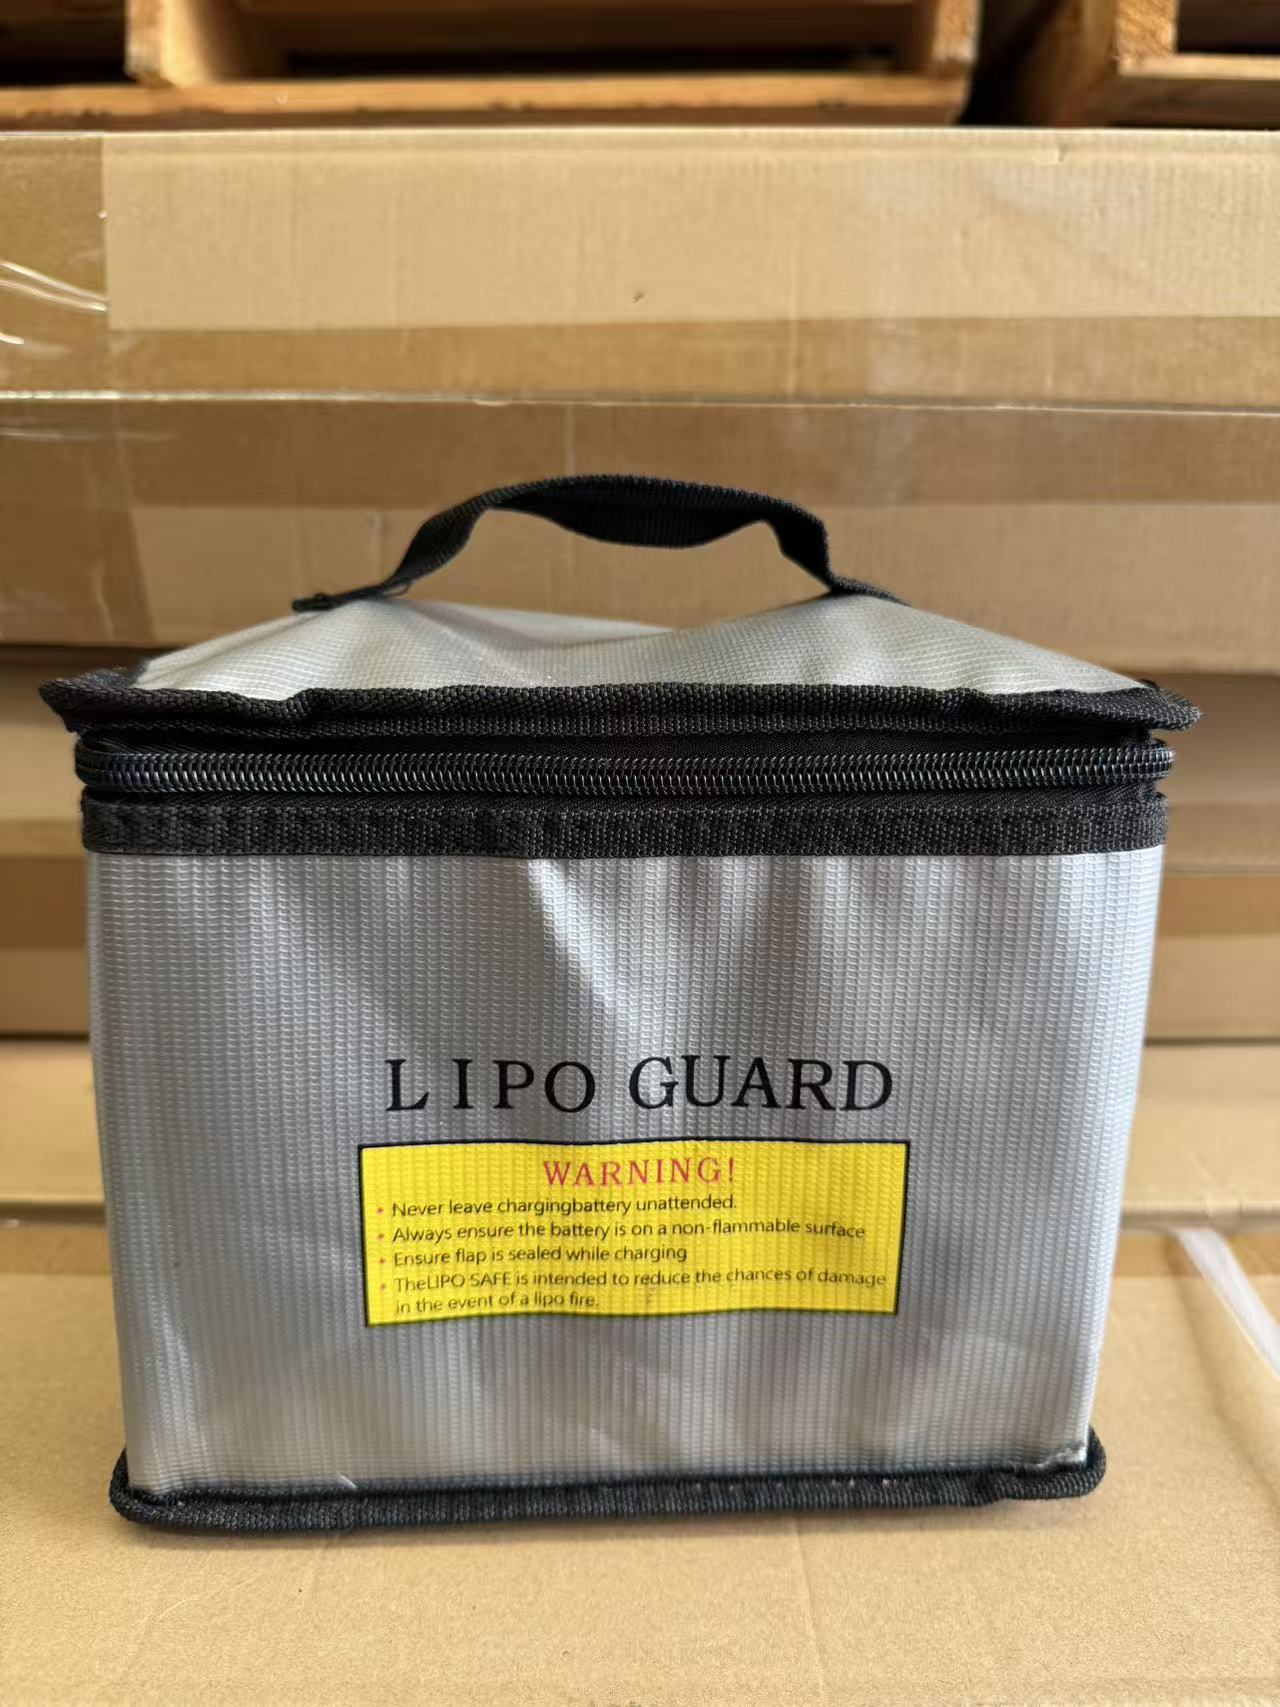 LIPO GUARD
WARNING!
• Never leave chargingbattery unattended.
• Always ensure the battery is on a non-flammable surface
• Ensure flap is sealed while charging
• TheLIPO SAFE is intended to reduce the chances of damage
in the event of a lipo fire.